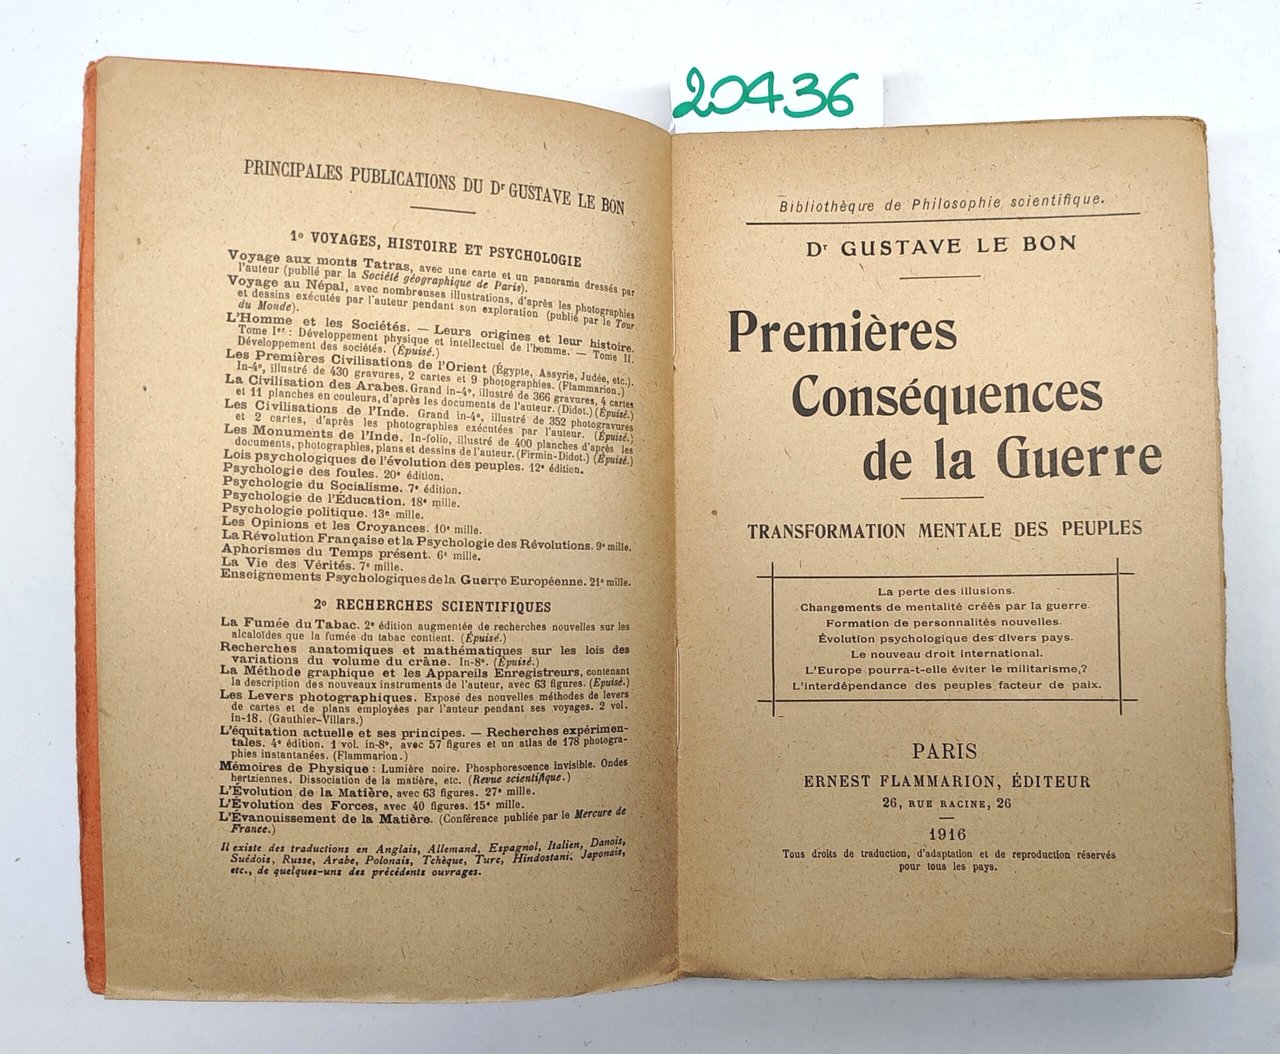 20436
PRINCIPALES PUBLICATIONS DU Dr GUSTAVE LE BON
1o VOYAGES, HISTOIRE ET PSYCHOLOGIE
Voyage aux monts Tatras, avec une carte et un panorama dressés par
l'auteur (publié par la Société géographique de Paris).
Voyage au Népal, avec nombreuses illustrations, d'après les photographies
et dessins exécutés par l'auteur pendant son exploration (publié par le Tour
du Monde).
L'Homme et les Sociétés. — Leurs origines et leur histoire.
Tome Ier : Développement physique et intellectuel de l'homme. — Tome II.
Développement des sociétés. (Épuisé.)
Les Premières Civilisations de l'Orient (Égypte, Assyrie, Judée, etc.).
In-4o, illustré de 430 gravures, 2 cartes et 9 photographies. (Flammarion.)
La Civilisation des Arabes. Grand in-4o, illustré de 366 gravures, 4 cartes
et 11 planches en couleurs, d'après les documents de l'auteur. (Didot.) (Épuisé.)
Les Civilisations de l'Inde. Grand in-4o, illustré de 352 photogravures
et 2 cartes, d'après les photographies exécutées par l'auteur. (Épuisé.)
Les Monuments de l'Inde. In-folio, illustré de 400 planches d'après les
documents, photographies, plans et dessins de l'auteur. (Firmin-Didot.) (Épuisé.)
Lois psychologiques de l'évolution des peuples. 12e édition.
Psychologie des foules. 20e édition.
Psychologie du Socialisme. 7e édition.
Psychologie de l'Éducation. 18e mille.
Psychologie politique. 13e mille.
Les Opinions et les Croyances. 10e mille.
La Révolution Française et la Psychologie des Révolutions. 9e mille.
Aphorismes du Temps présent. 6e mille.
La Vie des Vérités. 7e mille.
Enseignements Psychologiques de la Guerre Européenne. 21e mille.
2o RECHERCHES SCIENTIFIQUES
La Fumée du Tabac. 2e édition augmentée de recherches nouvelles sur les
alcaloïdes que la fumée du tabac contient. (Épuisé.)
Recherches anatomiques et mathématiques sur les lois des
variations du volume du crâne. In-8o. (Épuisé.)
La Méthode graphique et les Appareils Enregistreurs, contenant
la description des nouveaux instruments de l'auteur, avec 63 figures. (Épuisé.)
Les Levers photographiques. Exposé des nouvelles méthodes de levers
de cartes et de plans employées par l'auteur pendant ses voyages. 2 vol.
in-18. (Gauthier-Villars.)
L'équitation actuelle et ses principes. — Recherches expérimen-
tales. 4e édition. 1 vol. in-8o, avec 57 figures et un atlas de 178 photogra-
phies instantanées. (Flammarion.)
Mémoires de Physique : Lumière noire. Phosphorescence invisible. Ondes
hertziennes. Dissociation de la matière, etc. (Revue scientifique.)
L'Évolution de la Matière, avec 63 figures. 27e mille.
L'Évolution des Forces, avec 40 figures. 15e mille.
L'Évanouissement de la Matière. (Conférence publiée par le Mercure de
France.)
Il existe des traductions en Anglais, Allemand, Espagnol, Italien, Danois,
Suédois, Russe, Arabe, Polonais, Tchèque, Turc, Hindostani, Japonais,
etc., de quelques-uns des précédents ouvrages.
Bibliothèque de Philosophie scientifique.
Dr GUSTAVE LE BON
Premières
Conséquences
de la Guerre
TRANSFORMATION MENTALE DES PEUPLES
La perte des illusions.
Changements de mentalité créés par la guerre.
Formation de personnalités nouvelles.
Évolution psychologique des divers pays.
Le nouveau droit international.
L'Europe pourra-t-elle éviter le militarisme ?
L'interdépendance des peuples facteur de paix.
PARIS
ERNEST FLAMMARION, ÉDITEUR
26, RUE RACINE, 26
1916
Tous droits de traduction, d'adaptation et de reproduction réservés
pour tous les pays.